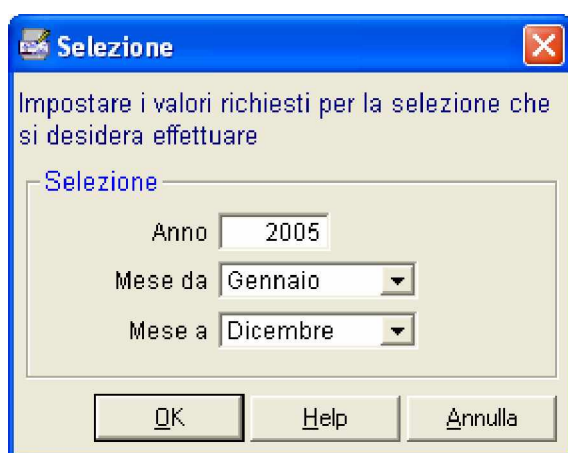 Selezione
Impostare i valori richiesti per la selezione che
si desidera effettuare
Selezione
Anno 2005
Mese da Gennaio
Mese a Dicembre
OK Help Annulla